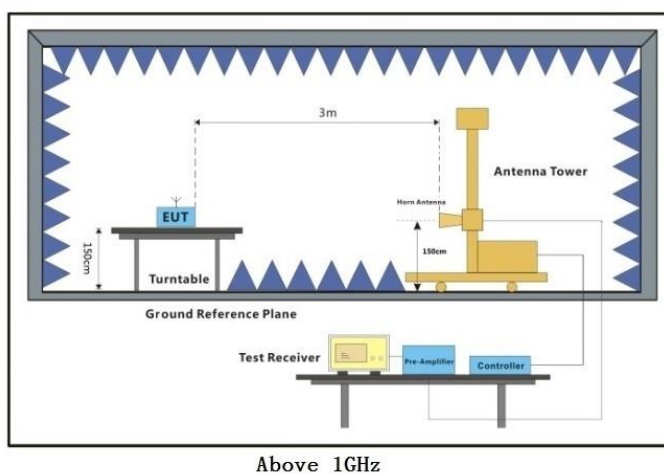 3m
Antenna Tower
Horn Antenna
EUT
150cm
150cm
Turntable
Ground Reference Plane
Test Receiver
Pre-Amplifier
Controller
Above 1GHz